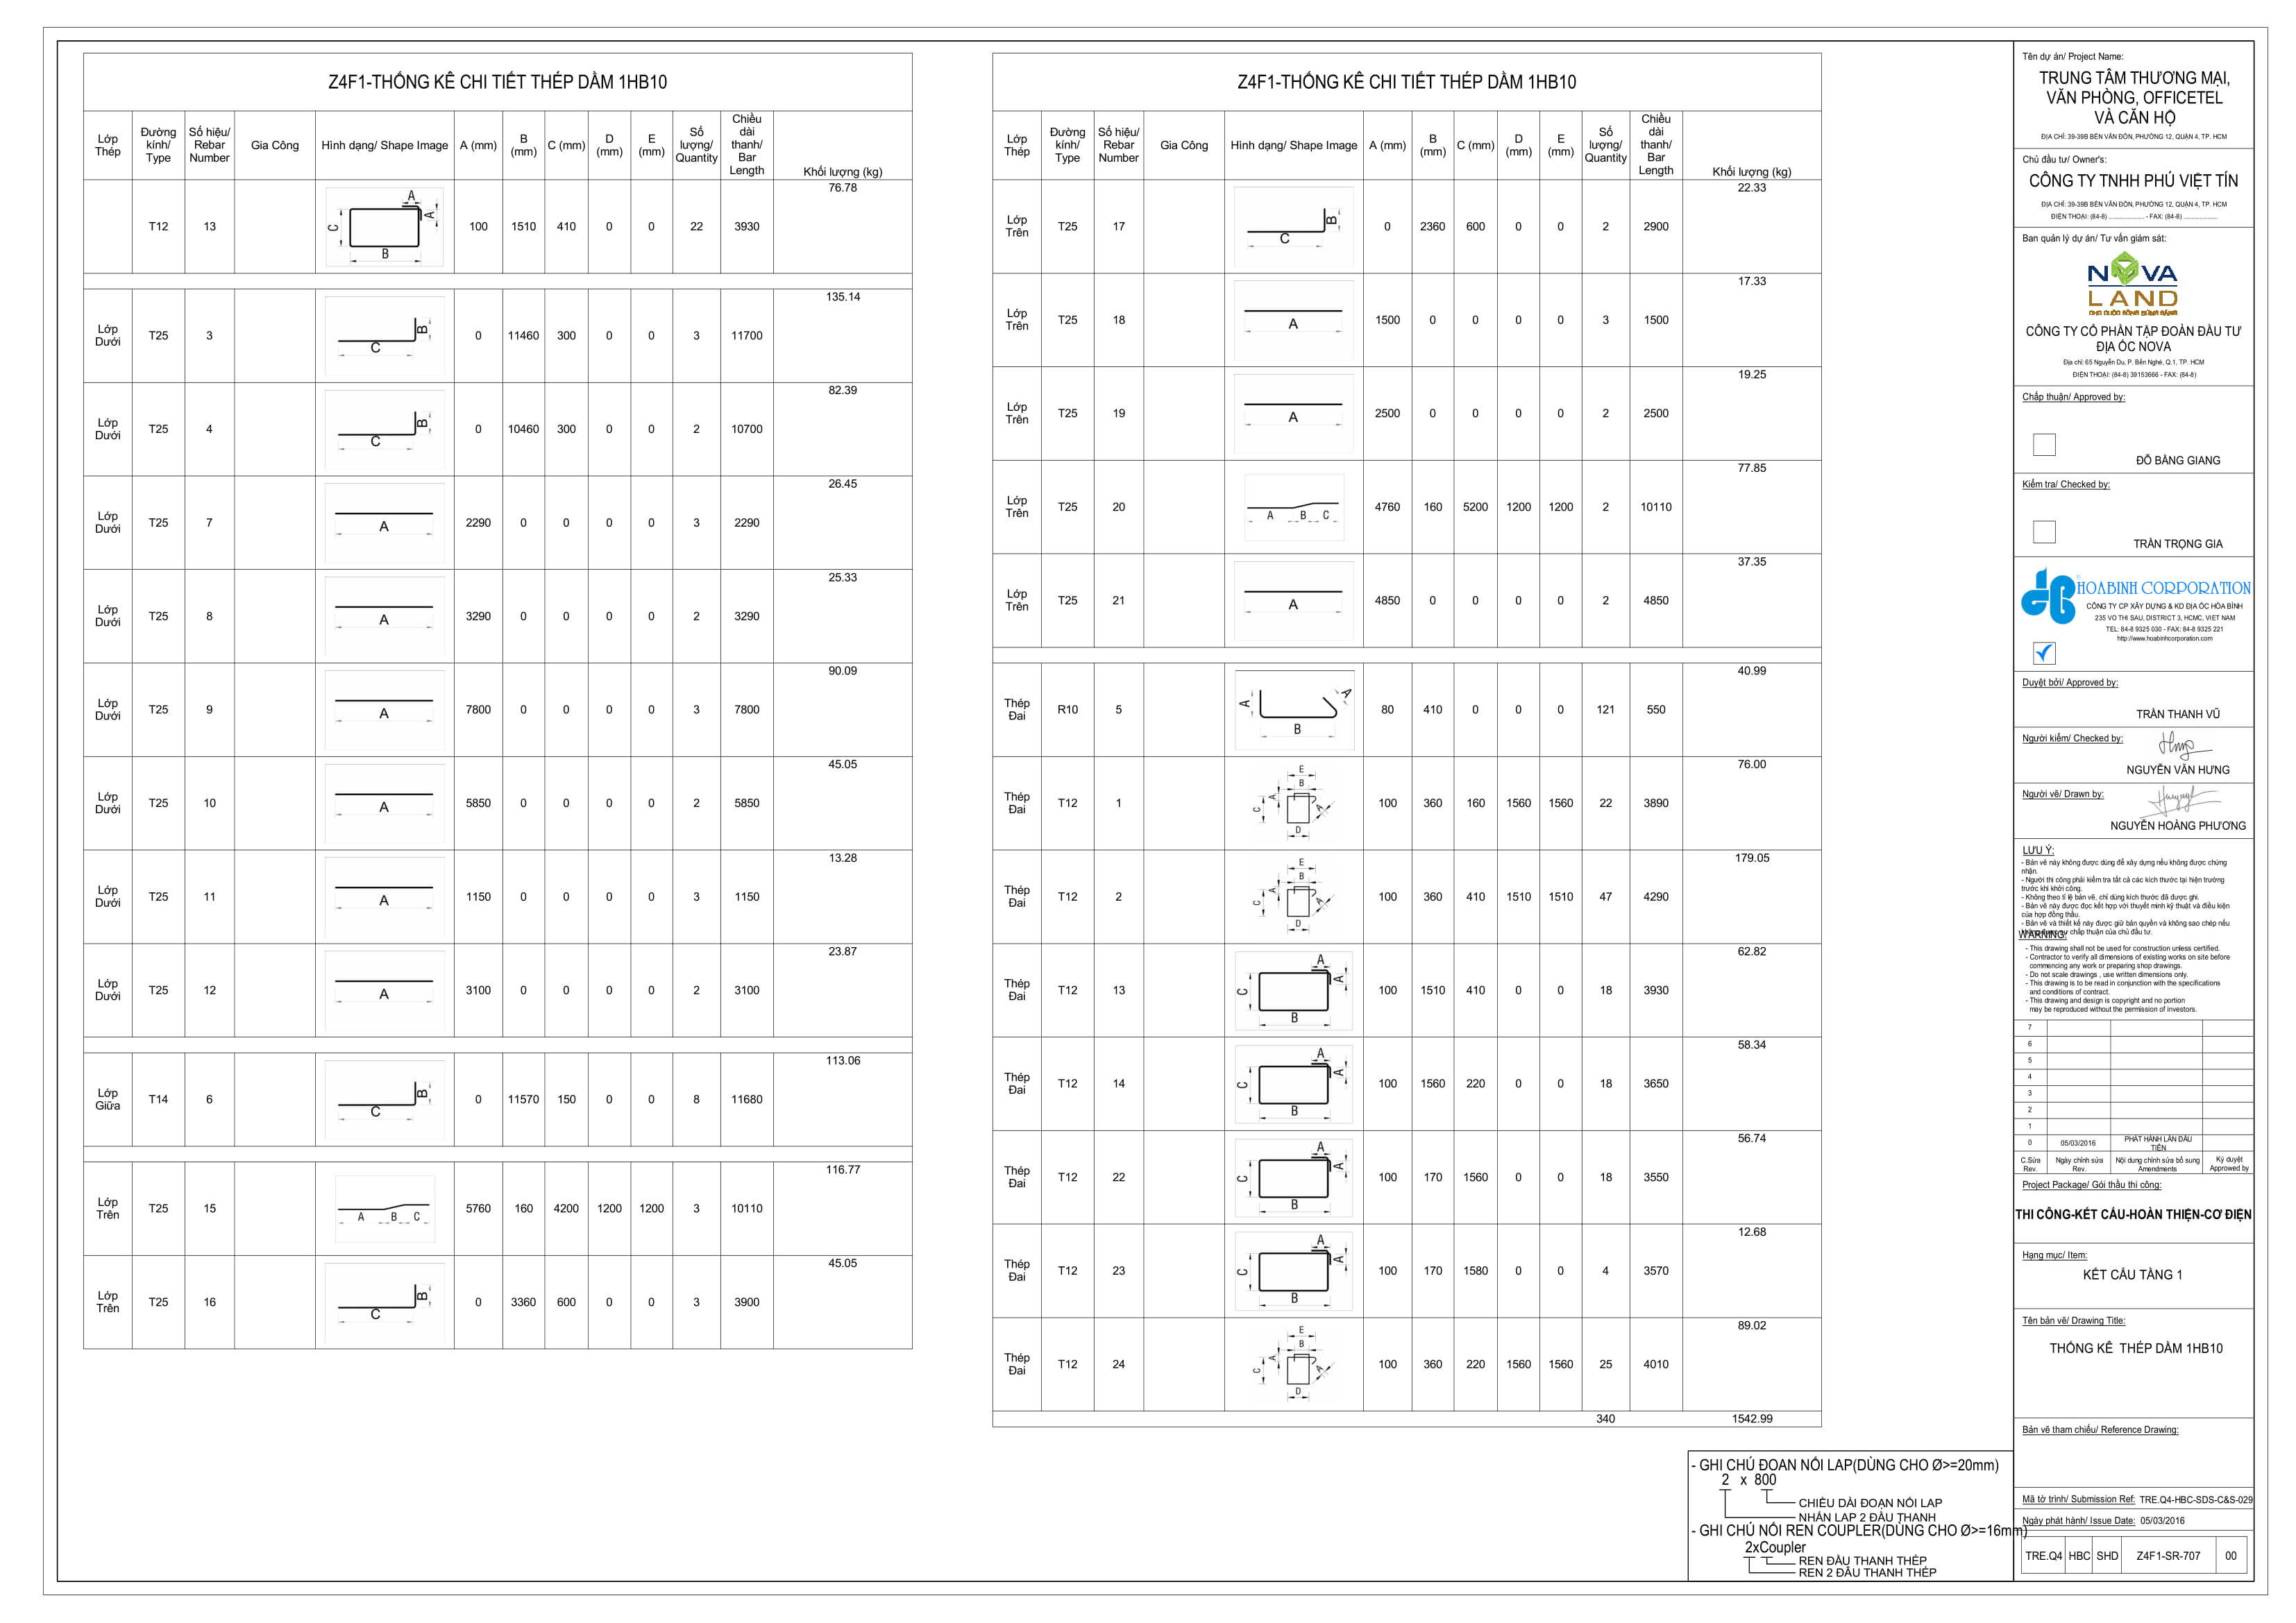 Z4F1-THỐNG KÊ CHI TIẾT THÉP DẦM 1HB10
Lớp Thép | Đường kính/ Type | Số hiệu/ Rebar Number | Gia Công | Hình dạng/ Shape Image | A (mm) | B (mm) | C (mm) | D (mm) | E (mm) | Số lượng/ Quantity | Chiều dài thanh/ Bar Length | Khối lượng (kg)
T12 13 A A C B 100 1510 410 0 0 22 3930 76.78
Lớp Dưới T25 3 B C 0 11460 300 0 0 3 11700 135.14
Lớp Dưới T25 4 B C 0 10460 300 0 0 2 10700 82.39
Lớp Dưới T25 7 A 2290 0 0 0 0 3 2290 26.45
Lớp Dưới T25 8 A 3290 0 0 0 0 2 3290 25.33
Lớp Dưới T25 9 A 7800 0 0 0 0 3 7800 90.09
Lớp Dưới T25 10 A 5850 0 0 0 0 2 5850 45.05
Lớp Dưới T25 11 A 1150 0 0 0 0 3 1150 13.28
Lớp Dưới T25 12 A 3100 0 0 0 0 2 3100 23.87
Lớp Giữa T14 6 B C 0 11570 150 0 0 8 11680 113.06
Lớp Trên T25 15 A B C 5760 160 4200 1200 1200 3 10110 116.77
Lớp Trên T25 16 B C 0 3360 600 0 0 3 3900 45.05
Z4F1-THỐNG KÊ CHI TIẾT THÉP DẦM 1HB10
Lớp Thép | Đường kính/ Type | Số hiệu/ Rebar Number | Gia Công | Hình dạng/ Shape Image | A (mm) | B (mm) | C (mm) | D (mm) | E (mm) | Số lượng/ Quantity | Chiều dài thanh/ Bar Length | Khối lượng (kg)
Lớp Trên T25 17 B C 0 2360 600 0 0 2 2900 22.33
Lớp Trên T25 18 A 1500 0 0 0 0 3 1500 17.33
Lớp Trên T25 19 A 2500 0 0 0 0 2 2500 19.25
Lớp Trên T25 20 A B C 4760 160 5200 1200 1200 2 10110 77.85
Lớp Trên T25 21 A 4850 0 0 0 0 2 4850 37.35
Thép Đai R10 5 A A B 80 410 0 0 0 121 550 40.99
Thép Đai T12 1 E B A C A D 100 360 160 1560 1560 22 3890 76.00
Thép Đai T12 2 E B A C A D 100 360 410 1510 1510 47 4290 179.05
Thép Đai T12 13 A A C B 100 1510 410 0 0 18 3930 62.82
Thép Đai T12 14 A A C B 100 1560 220 0 0 18 3650 58.34
Thép Đai T12 22 A A C B 100 170 1560 0 0 18 3550 56.74
Thép Đai T12 23 A A C B 100 170 1580 0 0 4 3570 12.68
Thép Đai T12 24 E B A C A D 100 360 220 1560 1560 25 4010 89.02
340 1542.99
- GHI CHÚ ĐOAN NỐI LAP(DÙNG CHO Ø>=20mm)
2 x 800
CHIỀU DÀI ĐOẠN NỐI LAP
NHẤN LAP 2 ĐẦU THANH
- GHI CHÚ NỐI REN COUPLER(DÙNG CHO Ø>=16mm)
2xCoupler
REN ĐẦU THANH THÉP
REN 2 ĐẦU THANH THÉP
Tên dự án/ Project Name:
TRUNG TÂM THƯƠNG MẠI,
VĂN PHÒNG, OFFICETEL
VÀ CĂN HỘ
ĐỊA CHỈ: 39-39B BẾN VÂN ĐỒN, PHƯỜNG 12, QUẬN 4, TP. HCM
Chủ đầu tư/ Owner's:
CÔNG TY TNHH PHÚ VIỆT TÍN
ĐỊA CHỈ: 39-39B BẾN VÂN ĐỒN, PHƯỜNG 12, QUẬN 4, TP. HCM
ĐIỆN THOẠI: (84-8) .................... - FAX: (84-8) ....................
Ban quản lý dự án/ Tư vấn giám sát:
NOVA
LAND
CÔNG TY CỔ PHẦN TẬP ĐOÀN ĐẦU TƯ
ĐỊA ỐC NOVA
Địa chỉ: 65 Nguyễn Du, P. Bến Nghé, Q.1, TP. HCM
ĐIỆN THOẠI: (84-8) 39153666 - FAX: (84-8)
Chấp thuận/ Approved by:
ĐỖ BẰNG GIANG
Kiểm tra/ Checked by:
TRẦN TRỌNG GIA
HOABINH CORPORATION
CÔNG TY CP XÂY DỰNG & KD ĐỊA ỐC HÒA BÌNH
235 VO THI SAU, DISTRICT 3, HCMC, VIET NAM
TEL: 84-8 9325 030 - FAX: 84-8 9325 221
http://www.hoabinhcorporation.com
Duyệt bởi/ Approved by:
TRẦN THANH VŨ
Người kiểm/ Checked by:
NGUYỄN VĂN HƯNG
Người vẽ/ Drawn by:
NGUYỄN HOÀNG PHƯƠNG
LƯU Ý:
- Bản vẽ này không được dùng để xây dựng nếu không được chứng
nhận.
- Người thi công phải kiểm tra tất cả các kích thước tại hiện trường
trước khi khởi công.
- Không theo tỉ lệ bản vẽ, chỉ dùng kích thước đã được ghi.
- Bản vẽ này được đọc kết hợp với thuyết minh kỹ thuật và điều kiện
của hợp đồng thầu.
- Bản vẽ và thiết kế này được giữ bản quyền và không sao chép nếu
chấp thuận của chủ đầu tư.
WARNING:
- This drawing shall not be used for construction unless certified.
- Contractor to verify all dimensions of existing works on site before
commencing any work or preparing shop drawings.
- Do not scale drawings , use written dimensions only.
- This drawing is to be read in conjunction with the specifications
and conditions of contract.
- This drawing and design is copyright and no portion
may be reproduced without the permission of investors.
7
6
5
4
3
2
1
0 05/03/2016 PHÁT HÀNH LẦN ĐẦU TIÊN
C.Sửa Rev. | Ngày chỉnh sửa Rev. | Nội dung chỉnh sửa bổ sung Amendments | Ký duyệt Approved by
Project Package/ Gói thầu thi công:
THI CÔNG-KẾT CẤU-HOÀN THIỆN-CƠ ĐIỆN
Hạng mục/ Item:
KẾT CẤU TẦNG 1
Tên bản vẽ/ Drawing Title:
THỐNG KÊ THÉP DẦM 1HB10
Bản vẽ tham chiếu/ Reference Drawing:
Mã tờ trình/ Submission Ref: TRE.Q4-HBC-SDS-C&S-029
Ngày phát hành/ Issue Date: 05/03/2016
TRE.Q4 HBC SHD Z4F1-SR-707 00